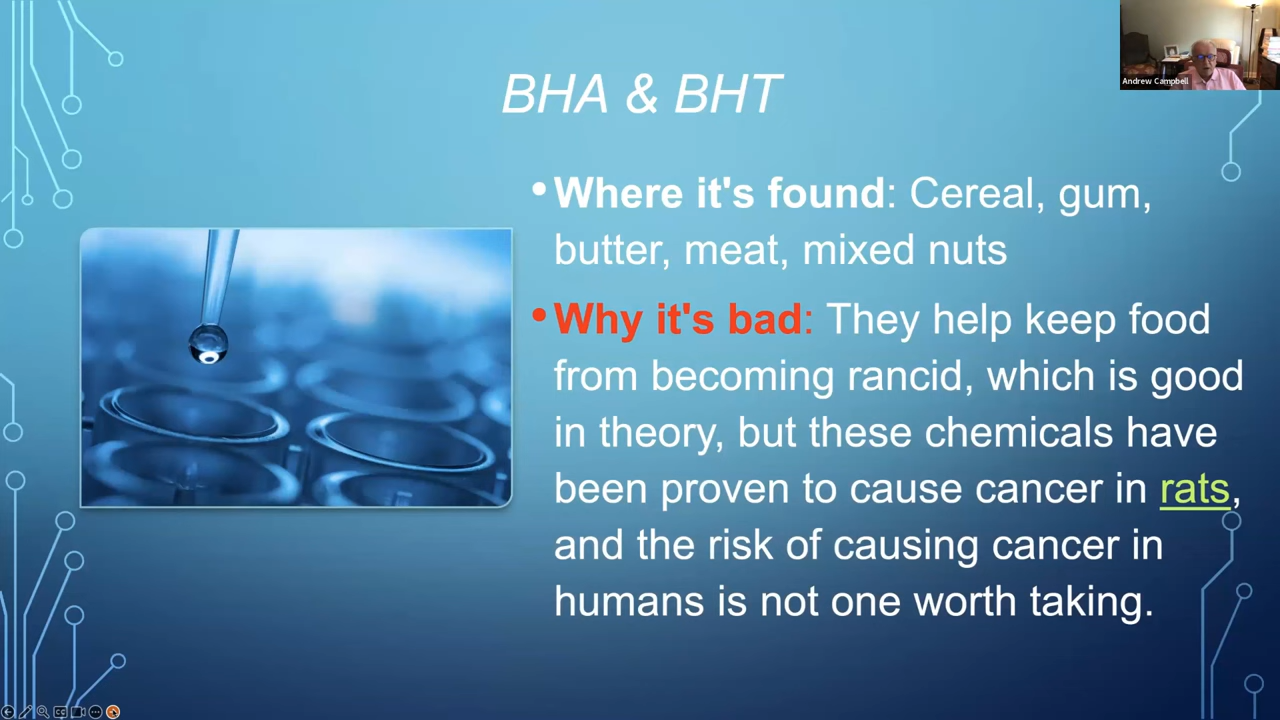 Andrew Campbell
BHA & BHT
•Where it's found: Cereal, gum,
butter, meat, mixed nuts
•Why it's bad: They help keep food
from becoming rancid, which is good
in theory, but these chemicals have
been proven to cause cancer in rats,
and the risk of causing cancer in
humans is not one worth taking.